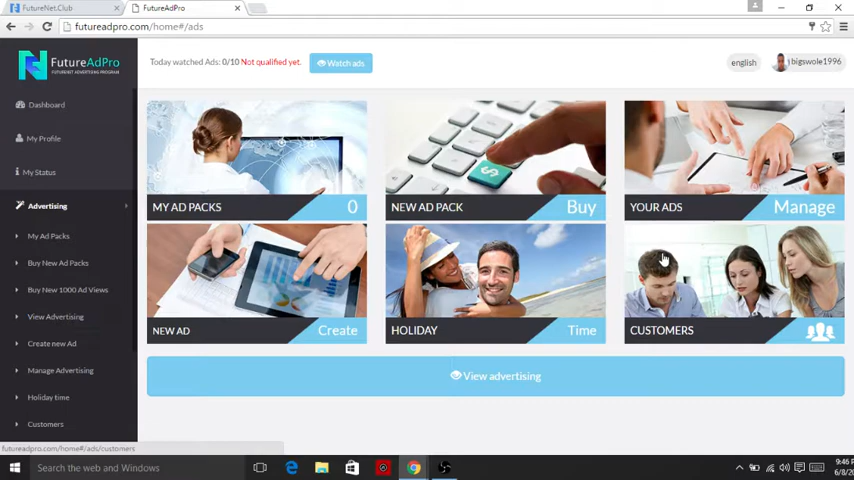 FutureNet.Club
FutureAdPro
futureadpro.com/home#/ads
FutureAdPro
FUTURENET ADVERTISING PROGRAM
Today watched Ads: 0/10 Not qualified yet.
Watch ads
english
bigswole1996
Dashboard
My Profile
My Status
Advertising
My Ad Packs
Buy New Ad Packs
Buy New 1000 Ad Views
View Advertising
Create new Ad
Manage Advertising
Holiday time
Customers
MY AD PACKS 0
NEW AD PACK Buy
YOUR ADS Manage
NEW AD Create
HOLIDAY Time
CUSTOMERS
View advertising
futureadpro.com/home#/ads/customers
Search the web and Windows
9:46